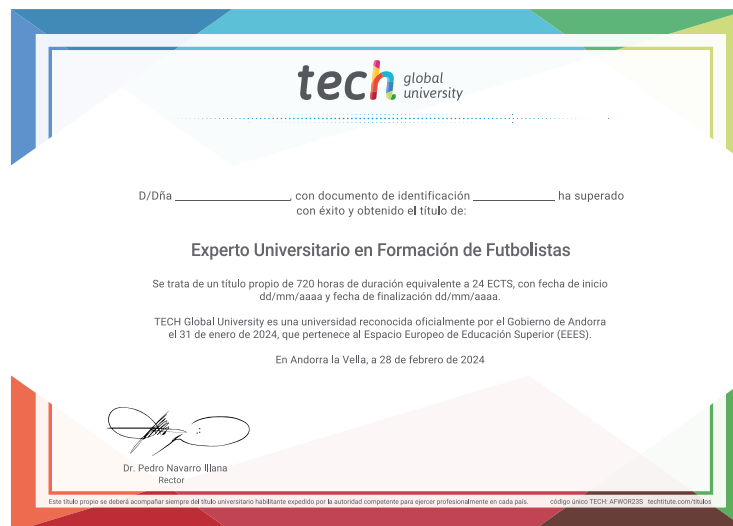 tech global university
D/Dña ______________, con documento de identificación ______________ ha superado
con éxito y obtenido el título de:
Experto Universitario en Formación de Futbolistas
Se trata de un título propio de 720 horas de duración equivalente a 24 ECTS, con fecha de inicio
dd/mm/aaaa y fecha de finalización dd/mm/aaaa.
TECH Global University es una universidad reconocida oficialmente por el Gobierno de Andorra
el 31 de enero de 2024, que pertenece al Espacio Europeo de Educación Superior (EEES).
En Andorra la Vella, a 28 de febrero de 2024
Dr. Pedro Navarro Illana
Rector
Este título propio se deberá acompañar siempre del título universitario habilitante expedido por la autoridad competente para ejercer profesionalmente en cada país. código único TECH: AFWOR23S techtitute.com/titulos